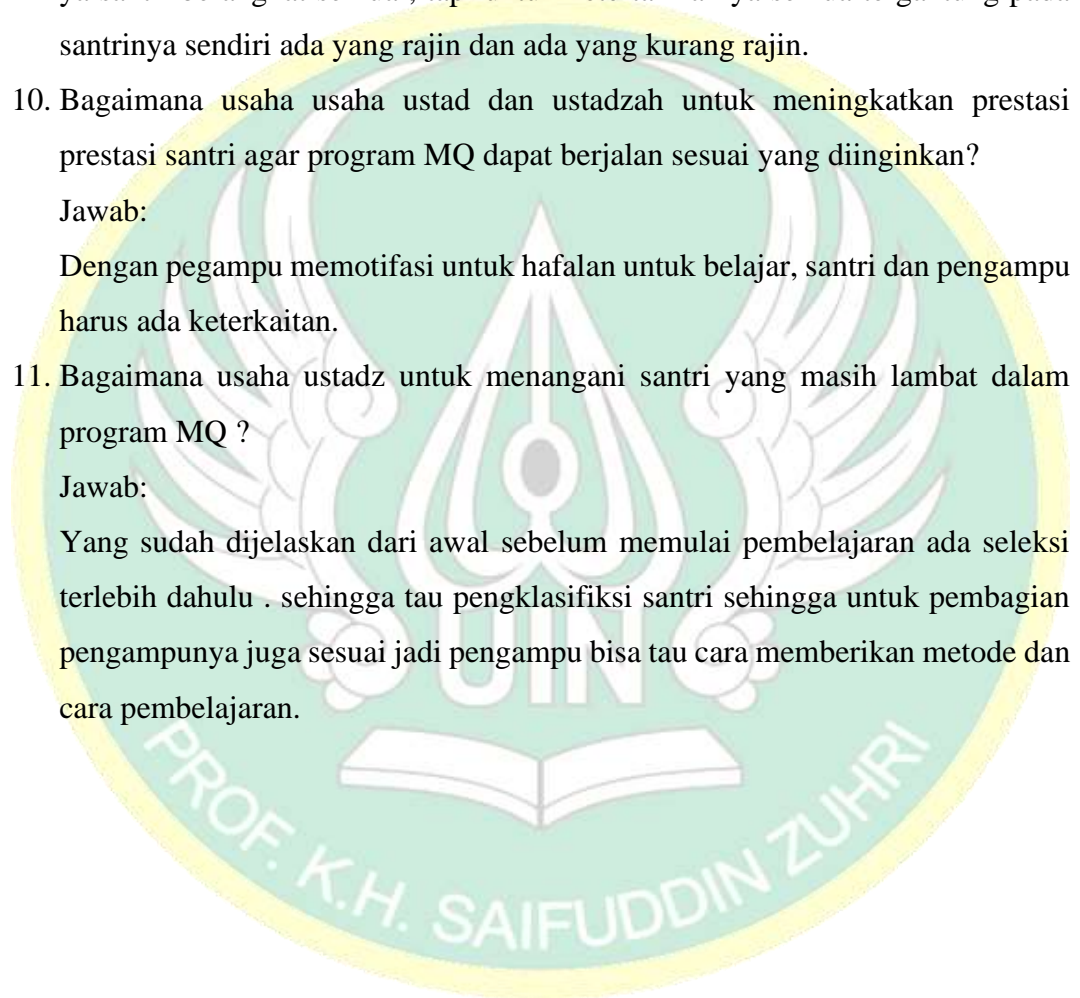 santrinya sendiri ada yang rajin dan ada yang kurang rajin.
10. Bagaimana usaha usaha ustad dan ustadzah untuk meningkatkan prestasi
prestasi santri agar program MQ dapat berjalan sesuai yang diinginkan?
Jawab:
Dengan pegampu memotifasi untuk hafalan untuk belajar, santri dan pengampu
harus ada keterkaitan.
11. Bagaimana usaha ustadz untuk menangani santri yang masih lambat dalam
program MQ ?
Jawab:
Yang sudah dijelaskan dari awal sebelum memulai pembelajaran ada seleksi
terlebih dahulu . sehingga tau pengklasifiksi santri sehingga untuk pembagian
pengampunya juga sesuai jadi pengampu bisa tau cara memberikan metode dan
cara pembelajaran.
UIN
PROF. K.H. SAIFUDDIN ZUHRI